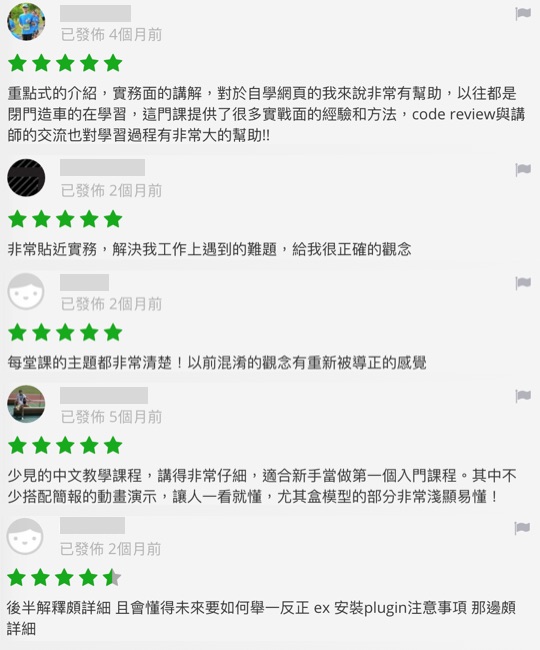 已發佈 4個月前
重點式的介紹，實務面的講解，對於自學網頁的我來說非常有幫助，以往都是
閉門造車的在學習，這門課提供了很多實戰面的經驗和方法，code review與講
師的交流也對學習過程有非常大的幫助!!
已發佈 2個月前
非常貼近實務，解決我工作上遇到的難題，給我很正確的觀念
已發佈 2個月前
每堂課的主題都非常清楚！以前混淆的觀念有重新被導正的感覺
已發佈 5個月前
少見的中文教學課程，講得非常仔細，適合新手當做第一個入門課程。其中不
少搭配簡報的動畫演示，讓人一看就懂，尤其盒模型的部分非常淺顯易懂！
已發佈 2個月前
後半解釋頗詳細 且會懂得未來要如何舉一反正 ex 安裝plugin注意事項 那邊頗
詳細